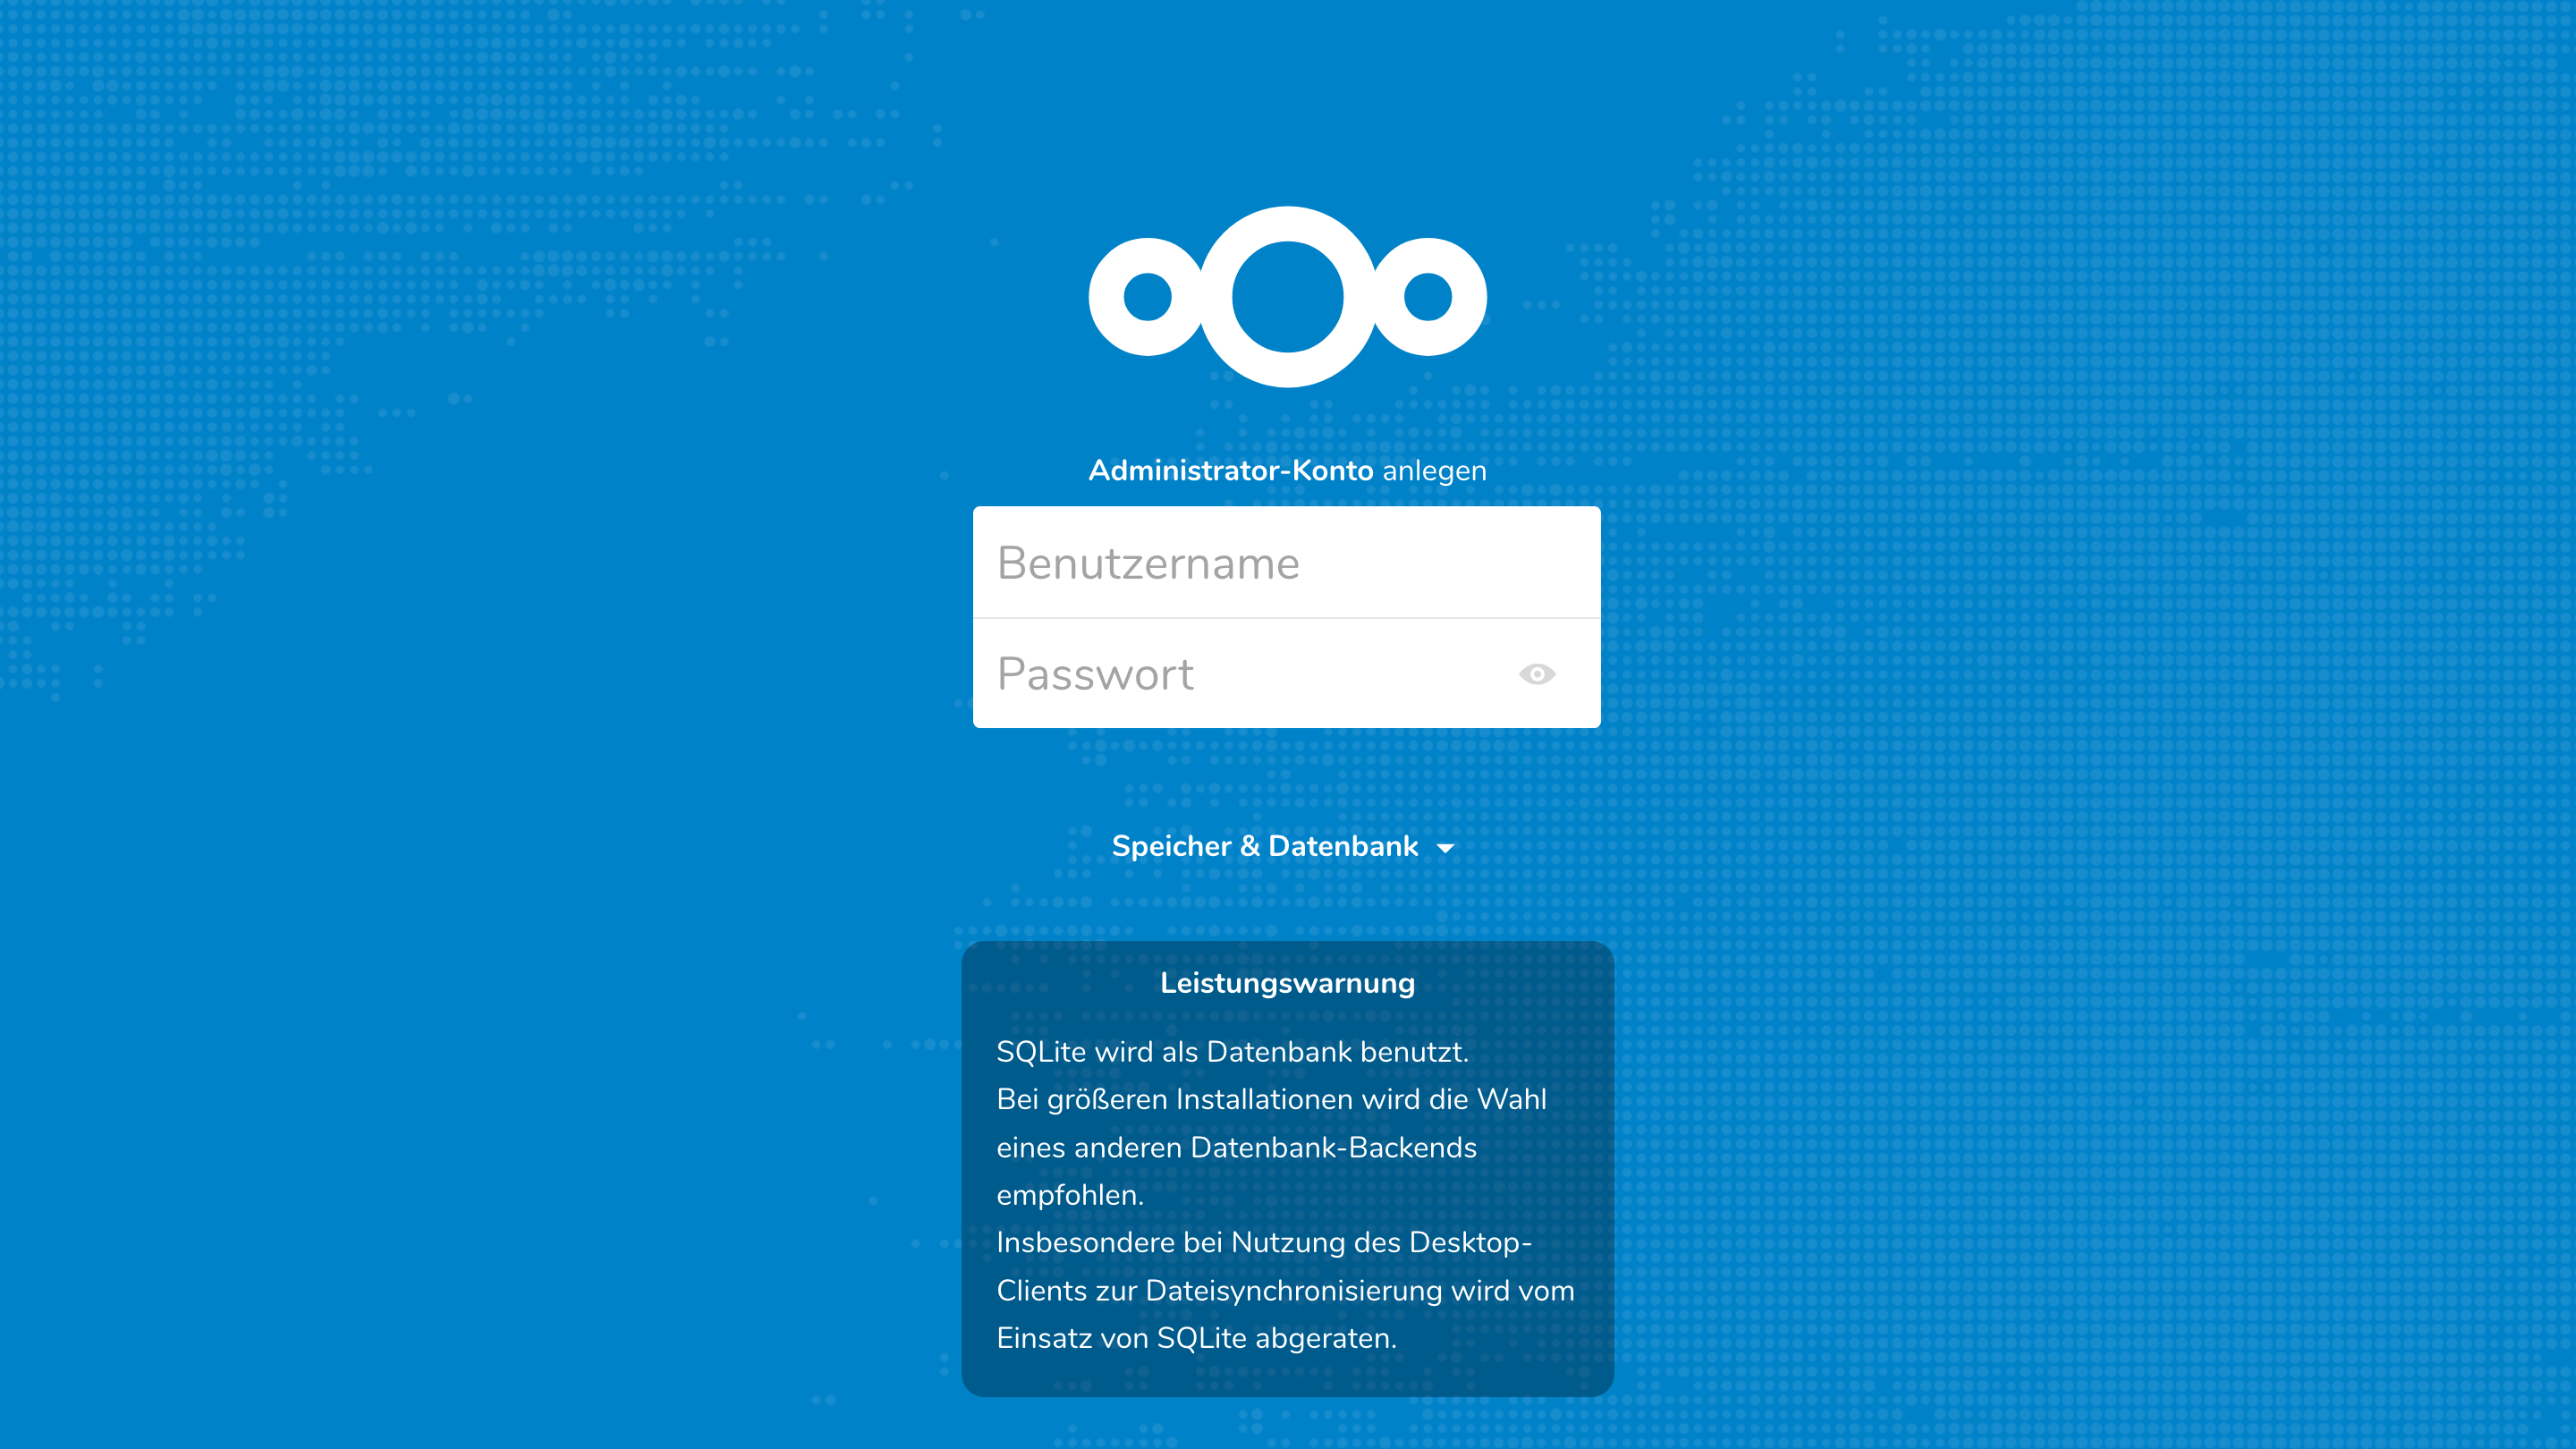 Administrator-Konto anlegen
Benutzername
Passwort
Speicher & Datenbank
Leistungswarnung
SQLite wird als Datenbank benutzt.
Bei größeren Installationen wird die Wahl
eines anderen Datenbank-Backends
empfohlen.
Insbesondere bei Nutzung des Desktop-
Clients zur Dateisynchronisierung wird vom
Einsatz von SQLite abgeraten.